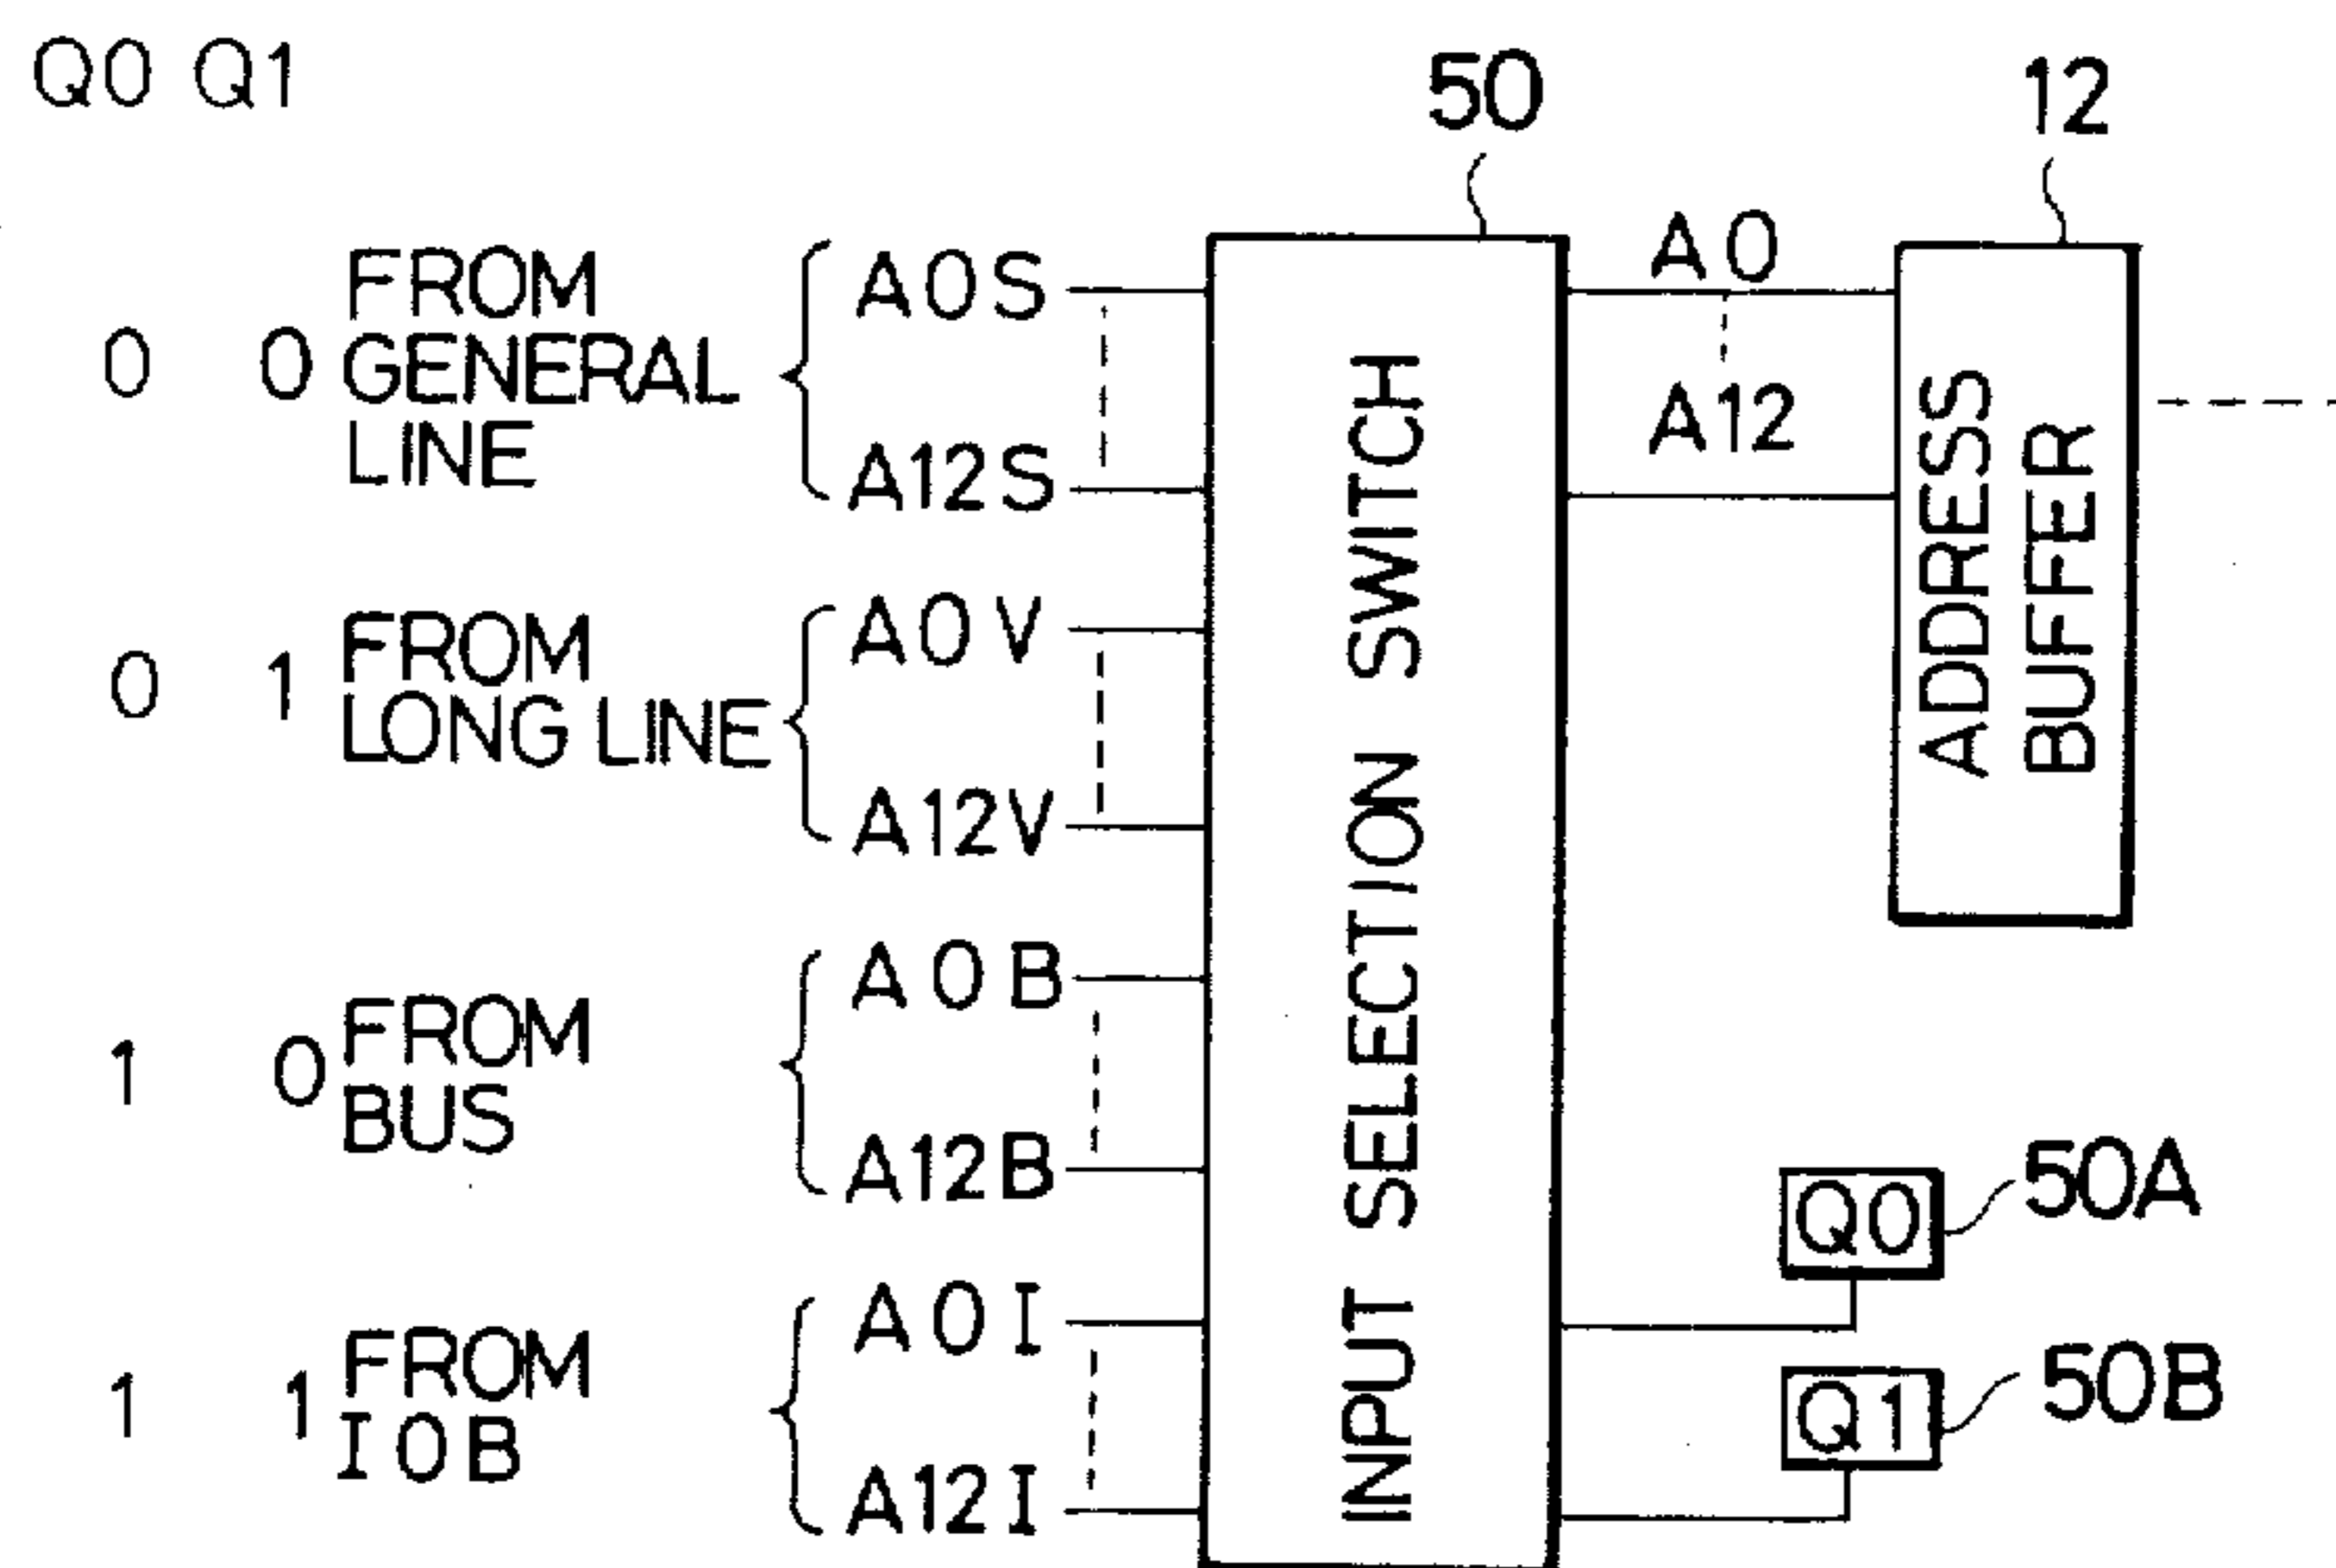 Q0 Q1
50
12
0 0 FROM
GENERAL
LINE
A0S
A12S
0 1 FROM
LONG LINE
A0V
A12V
1 0 FROM
BUS
A0B
A12B
1 1 FROM
IOB
A0I
A12I
INPUT SELECTION SWITCH
A0
A12
ADDRESS
BUFFER
Q0
50A
Q1
50B